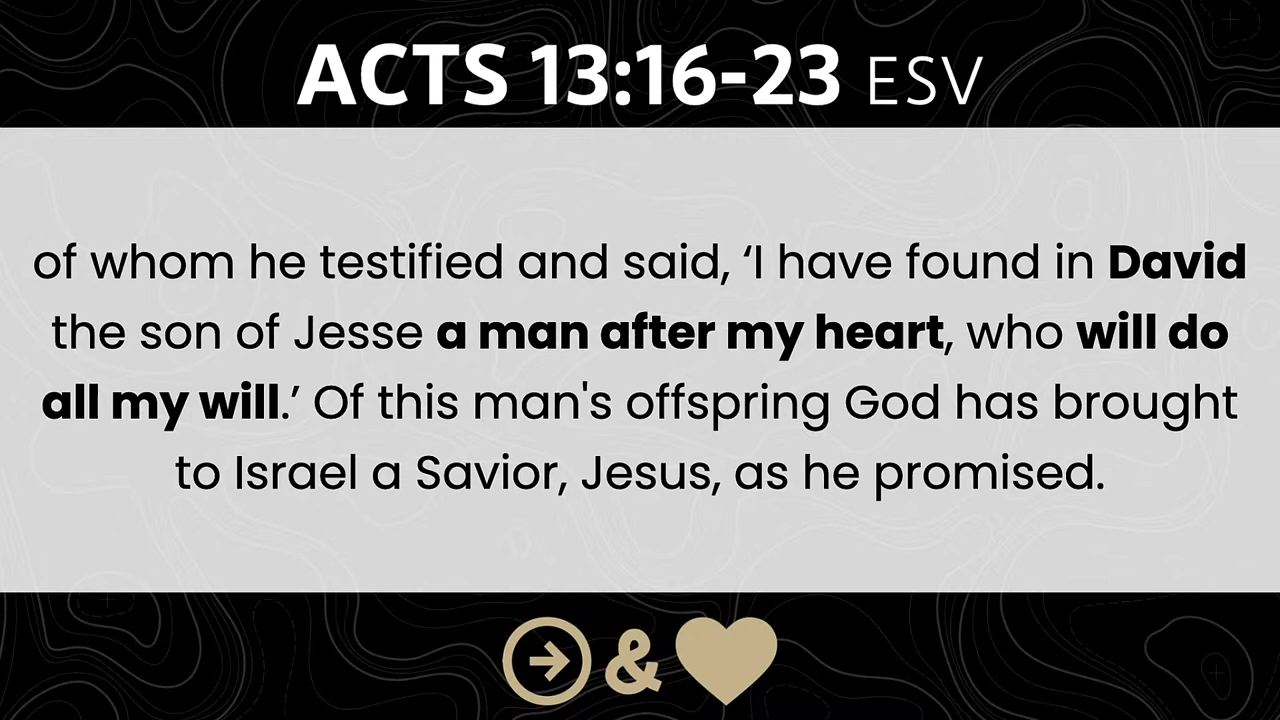 ACTS 13:16-23 ESV
of whom he testified and said, ‘I have found in David
the son of Jesse a man after my heart, who will do
all my will.’ Of this man's offspring God has brought
to Israel a Savior, Jesus, as he promised.
&